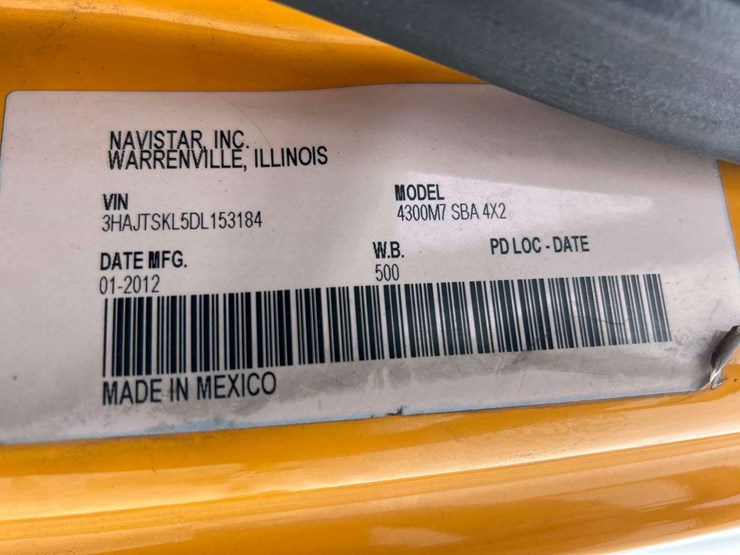 NAVISTAR, INC.
WARRENVILLE, ILLINOIS
VIN
3HAJTSKL5DL153184
MODEL
4300M7 SBA 4X2
DATE MFG.
01-2012
W.B.
500
PD LOC - DATE
MADE IN MEXICO